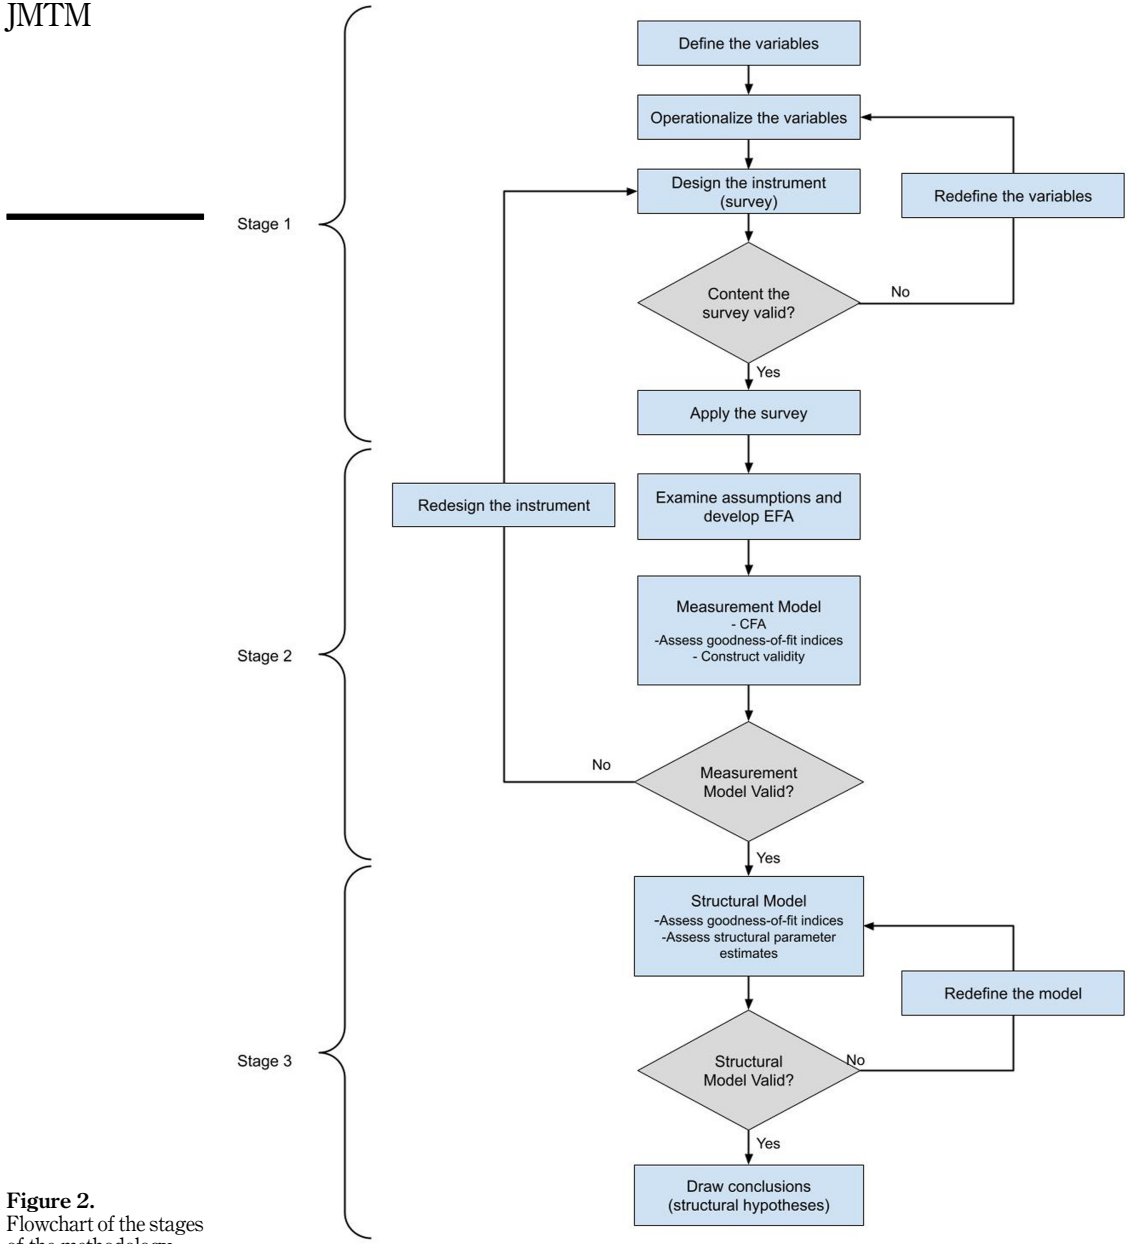 JMTM
Define the variables
Operationalize the variables
Design the instrument
(survey)
Redefine the variables
Stage 1
Content the
survey valid?
No
Yes
Apply the survey
Redesign the instrument
Examine assumptions and
develop EFA
Measurement Model
- CFA
-Assess goodness-of-fit indices
- Construct validity
Stage 2
No
Measurement
Model Valid?
Yes
Structural Model
-Assess goodness-of-fit indices
-Assess structural parameter
estimates
Redefine the model
Stage 3
Structural
Model Valid?
No
Yes
Draw conclusions
(structural hypotheses)
Figure 2.
Flowchart of the stages
of the methodology